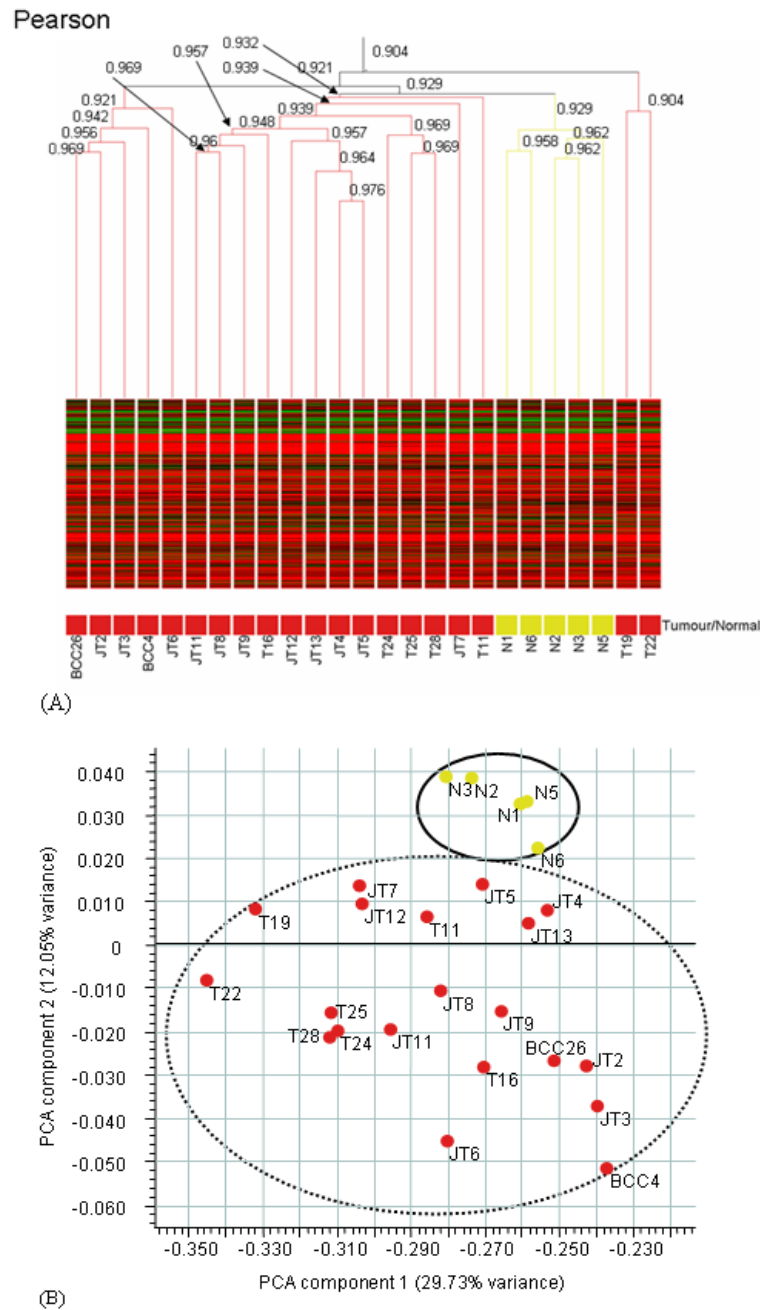 Pearson
0.932
0.904
0.957
0.921
0.969
0.929
0.939
0.921
0.939
0.929
0.904
0.942
0.948
0.969
0.962
0.956
0.96
0.957
0.958
0.962
0.969
0.964
0.969
0.976
Tumour/Normal
BCC26
JT2
JT3
BCC4
JT6
JT11
JT8
JT9
T16
JT12
JT13
JT4
JT5
T24
T25
T28
JT7
T11
N1
N6
N2
N3
N5
T19
T22
(A)
PCA component 2 (12.05% variance)
0.040
0.030
0.020
0.010
0
-0.010
-0.020
-0.030
-0.040
-0.050
-0.060
N3
N2
N5
N1
N6
JT7
JT5
JT4
T19
JT12
T11
JT13
T22
JT8
T25
JT9
T28
T24
JT11
BCC26
JT2
T16
JT3
JT6
BCC4
-0.350 -0.330 -0.310 -0.290 -0.270 -0.250 -0.230
PCA component 1 (29.73% variance)
(B)